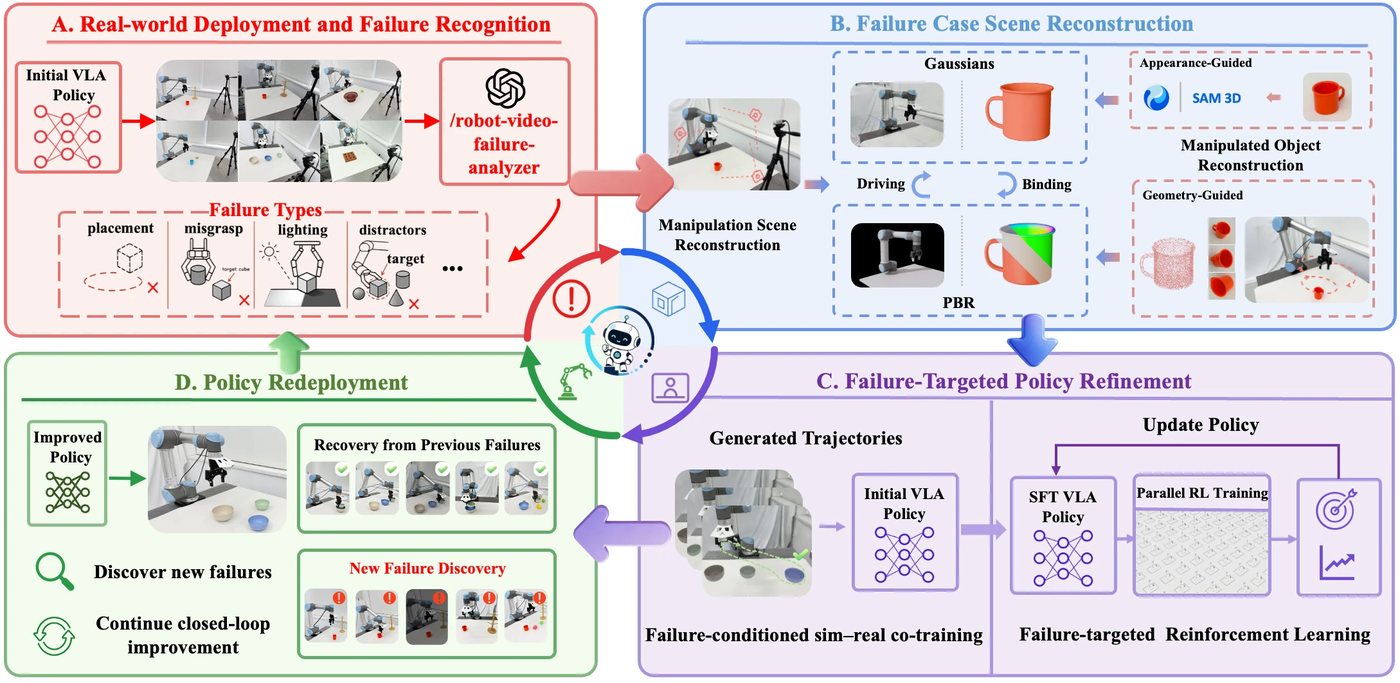 A. Real-world Deployment and Failure Recognition
Initial VLA
Policy
/robot-video-
failure-
analyzer
Failure Types
placement
misgrasp
lighting
distractors
target: cube
target
...
B. Failure Case Scene Reconstruction
Manipulation Scene
Reconstruction
Gaussians
Driving
Binding
PBR
Appearance-Guided
SAM 3D
Manipulated Object
Reconstruction
Geometry-Guided
C. Failure-Targeted Policy Refinement
Generated Trajectories
Initial VLA
Policy
Failure-conditioned sim–real co-training
Update Policy
SFT VLA
Policy
Parallel RL Training
Failure-targeted Reinforcement Learning
D. Policy Redeployment
Improved
Policy
Recovery from Previous Failures
Discover new failures
Continue closed-loop
improvement
New Failure Discovery